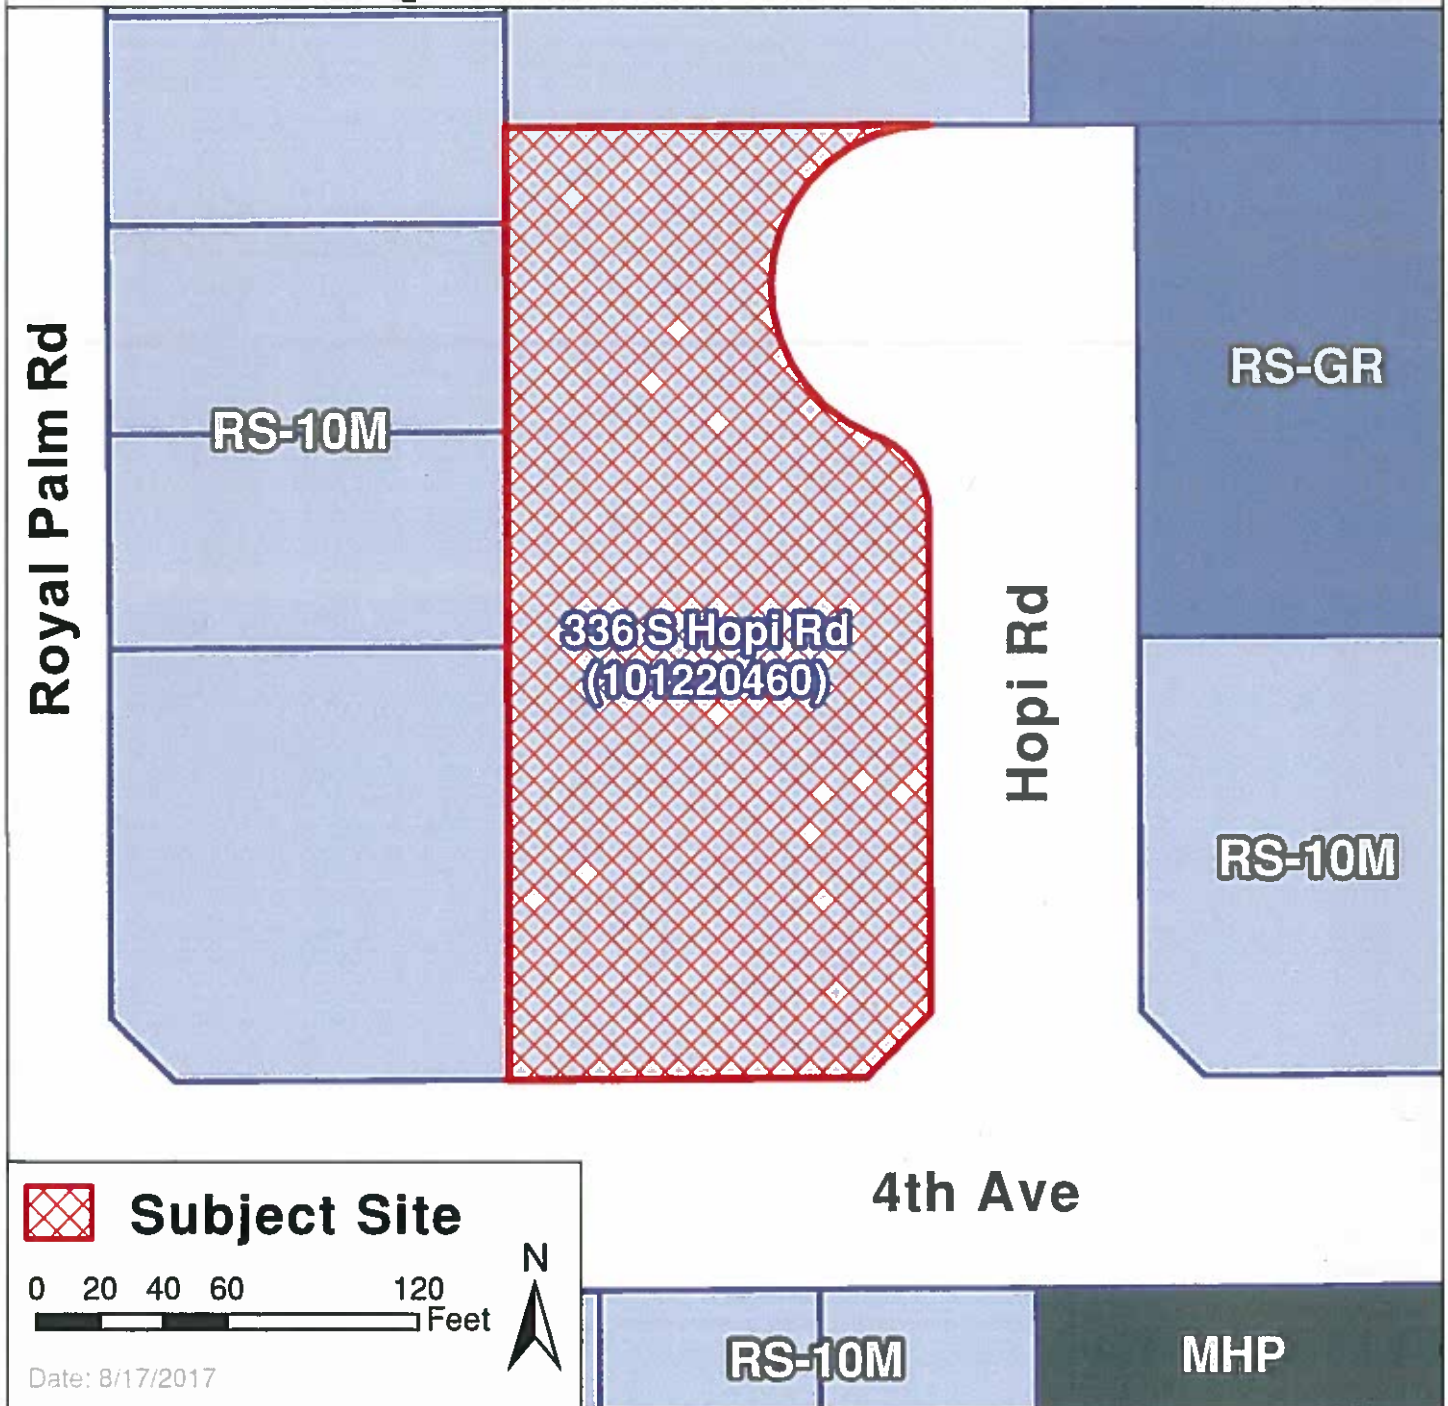 Royal Palm Rd
RS-10M
RS-GR
336 S Hopi Rd
(101220460)
Hopi Rd
RS-10M
4th Ave
Subject Site
N
0 20 40 60 120
Feet
Date: 8/17/2017
RS-10M
MHP